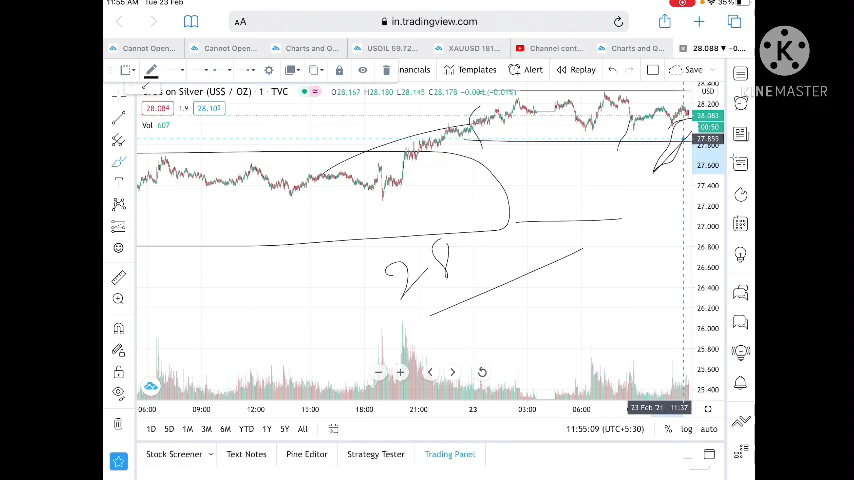 11:55 AM Tue 23 Feb
35%
AA
in.tradingview.com
Cannot Open...
Cannot Open...
Charts and Q...
USOIL 59.72...
XAUUSD 181...
Channel cont...
Charts and Q...
28.088 ▼ −0....
nancials
Templates
Alert
Replay
Save
K
KINEMASTER
on Silver (US$ / OZ) · 1 · TVC
O28.167 H28.180 L28.145 C28.178 −0.004 (−0.01%)
USD
28.084
1.9
28.103
Vol 607
28.400
28.200
28.083
00:50
27.855
27.800
27.600
27.400
27.200
27.000
26.800
26.600
26.400
26.200
26.000
25.800
25.600
25.400
28
06:00
09:00
12:00
15:00
18:00
21:00
23
03:00
06:00
23 Feb '21 11:37
1D 5D 1M 3M 6M YTD 1Y 5Y All
11:55:09 (UTC+5:30)
% log auto
Stock Screener
Text Notes
Pine Editor
Strategy Tester
Trading Panel